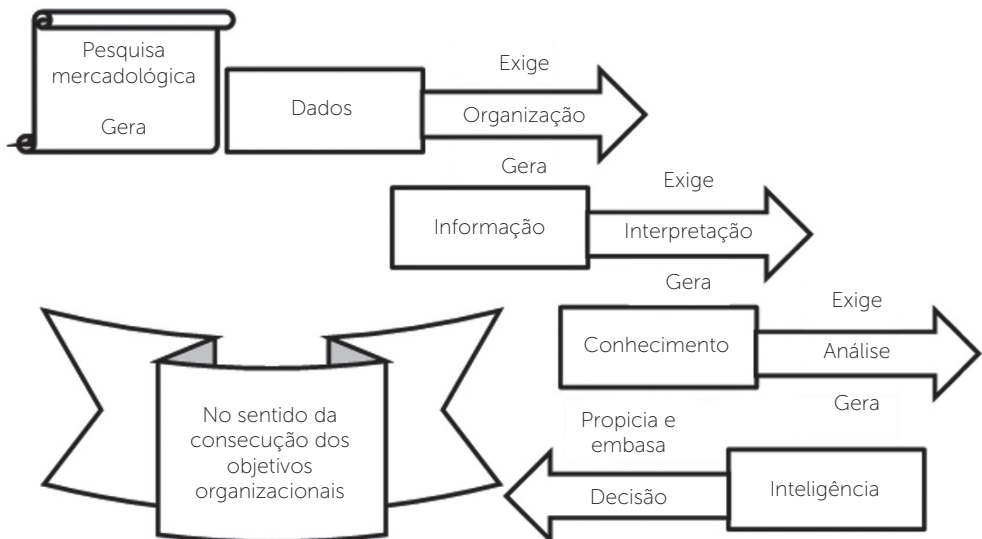 Pesquisa
mercadológica
Gera
Dados
Exige
Organização
Gera
Informação
Exige
Interpretação
Gera
Conhecimento
Exige
Análise
Gera
Inteligência
Propicia e
embasa
Decisão
No sentido da
consecução dos
objetivos
organizacionais